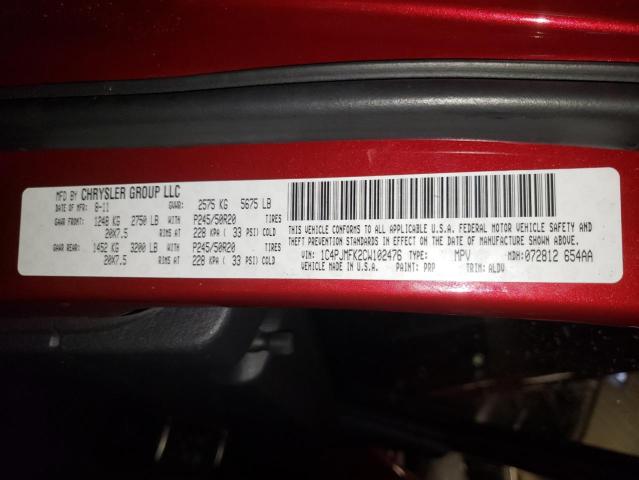 MFD BY CHRYSLER GROUP LLC
DATE OF MFR: 8-11 GVWR: 2575 KG 5675 LB
GAWR FRONT: 1248 KG 2750 LB WITH P245/50R20 TIRES
20X7.5 RIMS AT 228 KPA ( 33 PSI) COLD
GAWR REAR: 1452 KG 3200 LB WITH P245/50R20 TIRES
20X7.5 RIMS AT 228 KPA ( 33 PSI) COLD
THIS VEHICLE CONFORMS TO ALL APPLICABLE U.S.A. FEDERAL MOTOR VEHICLE SAFETY AND
THEFT PREVENTION STANDARDS IN EFFECT ON THE DATE OF MANUFACTURE SHOWN ABOVE.
VIN: 1C4PJMFK2CW102476 TYPE: MPV MDH:072812 654AA
VEHICLE MADE IN U.S.A. PAINT: PRP TRIM: ALDV